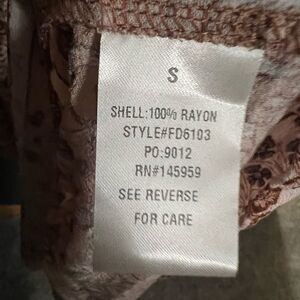 S
SHELL:100% RAYON
STYLE#FD6103
PO:9012
RN#145959
SEE REVERSE
FOR CARE